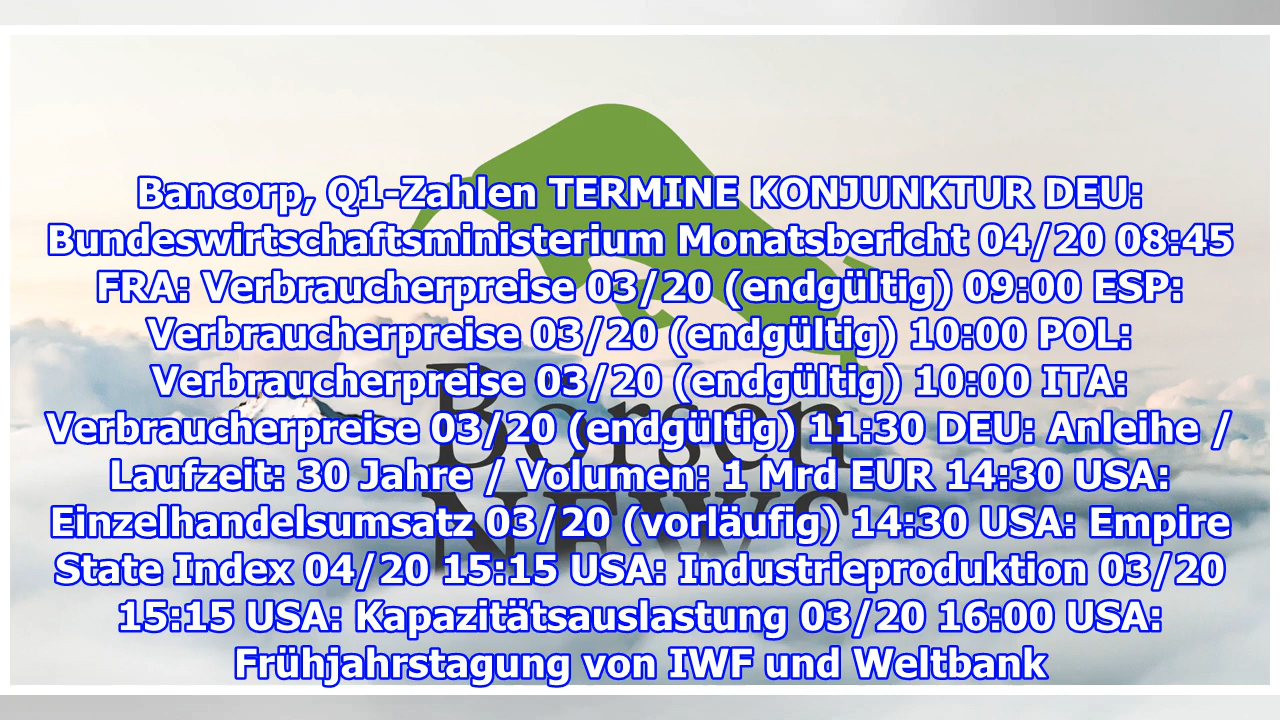 Bancorp, Q1-Zahlen TERMINE KONJUNKTUR DEU:
Bundeswirtschaftsministerium Monatsbericht 04/20 08:45
FRA: Verbraucherpreise 03/20 (endgültig) 09:00 ESP:
Verbraucherpreise 03/20 (endgültig) 10:00 POL:
Verbraucherpreise 03/20 (endgültig) 10:00 ITA:
Verbraucherpreise 03/20 (endgültig) 11:30 DEU: Anleihe /
Laufzeit: 30 Jahre / Volumen: 1 Mrd EUR 14:30 USA:
Einzelhandelsumsatz 03/20 (vorläufig) 14:30 USA: Empire
State Index 04/20 15:15 USA: Industrieproduktion 03/20
15:15 USA: Kapazitätsauslastung 03/20 16:00 USA:
Frühjahrstagung von IWF und Weltbank
Börsen
NEWS